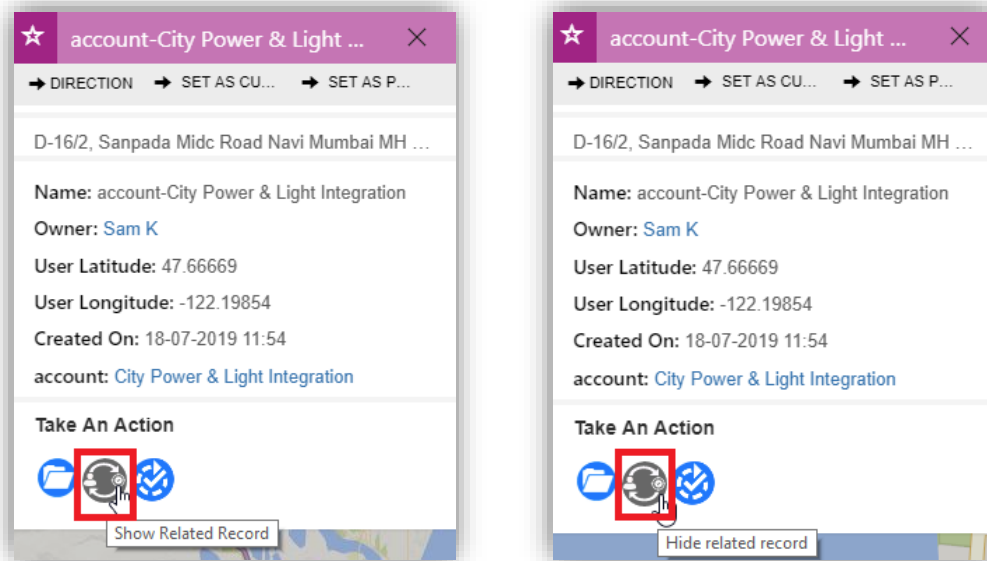 account-City Power & Light ...
DIRECTION SET AS CU... SET AS P...
D-16/2, Sanpada Midc Road Navi Mumbai MH ...
Name: account-City Power & Light Integration
Owner: Sam K
User Latitude: 47.66669
User Longitude: -122.19854
Created On: 18-07-2019 11:54
account: City Power & Light Integration
Take An Action
Show Related Record
account-City Power & Light ...
DIRECTION SET AS CU... SET AS P...
D-16/2, Sanpada Midc Road Navi Mumbai MH ...
Name: account-City Power & Light Integration
Owner: Sam K
User Latitude: 47.66669
User Longitude: -122.19854
Created On: 18-07-2019 11:54
account: City Power & Light Integration
Take An Action
Hide related record